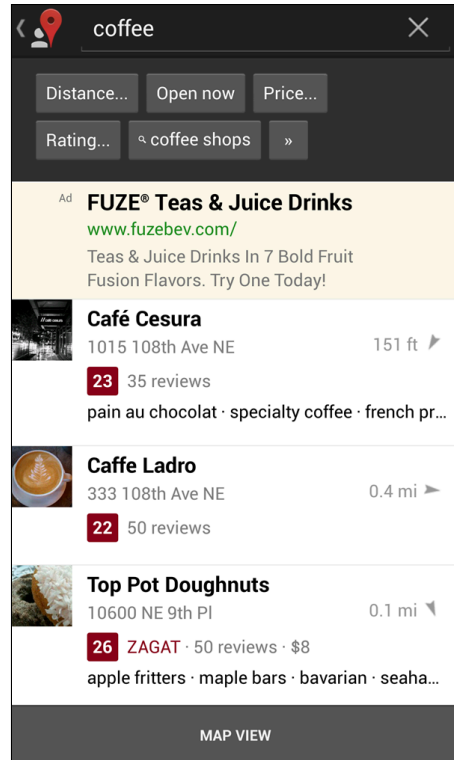 coffee
Distance...
Open now
Price...
Rating...
coffee shops
»
Ad
FUZE® Teas & Juice Drinks
www.fuzebev.com/
Teas & Juice Drinks In 7 Bold Fruit
Fusion Flavors. Try One Today!
Café Cesura
1015 108th Ave NE
151 ft
23 35 reviews
pain au chocolat · specialty coffee · french pr...
Caffe Ladro
333 108th Ave NE
0.4 mi
22 50 reviews
Top Pot Doughnuts
10600 NE 9th Pl
0.1 mi
26 ZAGAT · 50 reviews · $8
apple fritters · maple bars · bavarian · seaha...
MAP VIEW